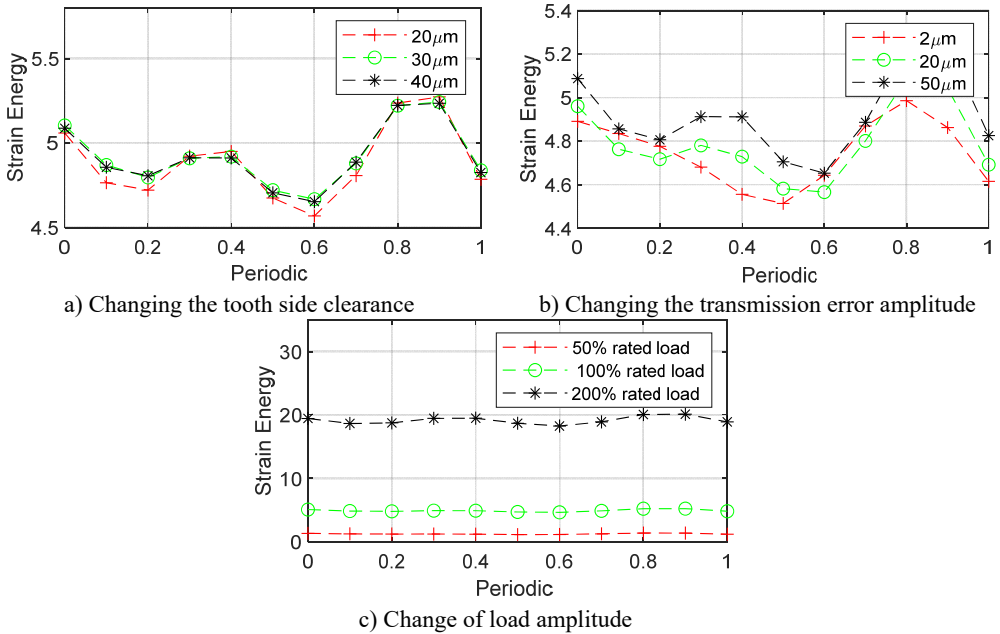 20μm
30μm
40μm
5.5
5
4.5
Strain Energy
0 0.2 0.4 0.6 0.8 1
Periodic
a) Changing the tooth side clearance
2μm
20μm
50μm
5.4
5.2
5
4.8
4.6
4.4
Strain Energy
0 0.2 0.4 0.6 0.8 1
Periodic
b) Changing the transmission error amplitude
50% rated load
100% rated load
200% rated load
30
20
10
0
Strain Energy
0 0.2 0.4 0.6 0.8 1
Periodic
c) Change of load amplitude